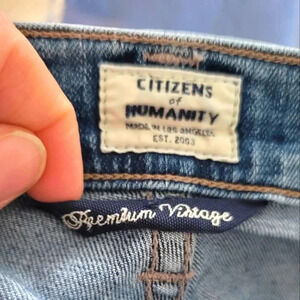 CITIZENS
of
HUMANITY
MADE IN LOS ANGELES
EST. 2003
Premium Vintage